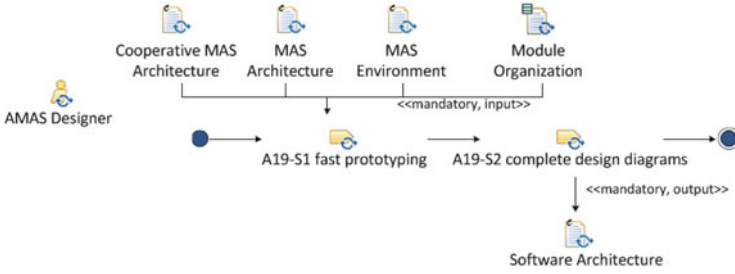 Cooperative MAS
Architecture
MAS
Architecture
MAS
Environment
Module
Organization
AMAS Designer
<<mandatory, input>>
A19-S1 fast prototyping
A19-S2 complete design diagrams
<<mandatory, output>>
Software Architecture